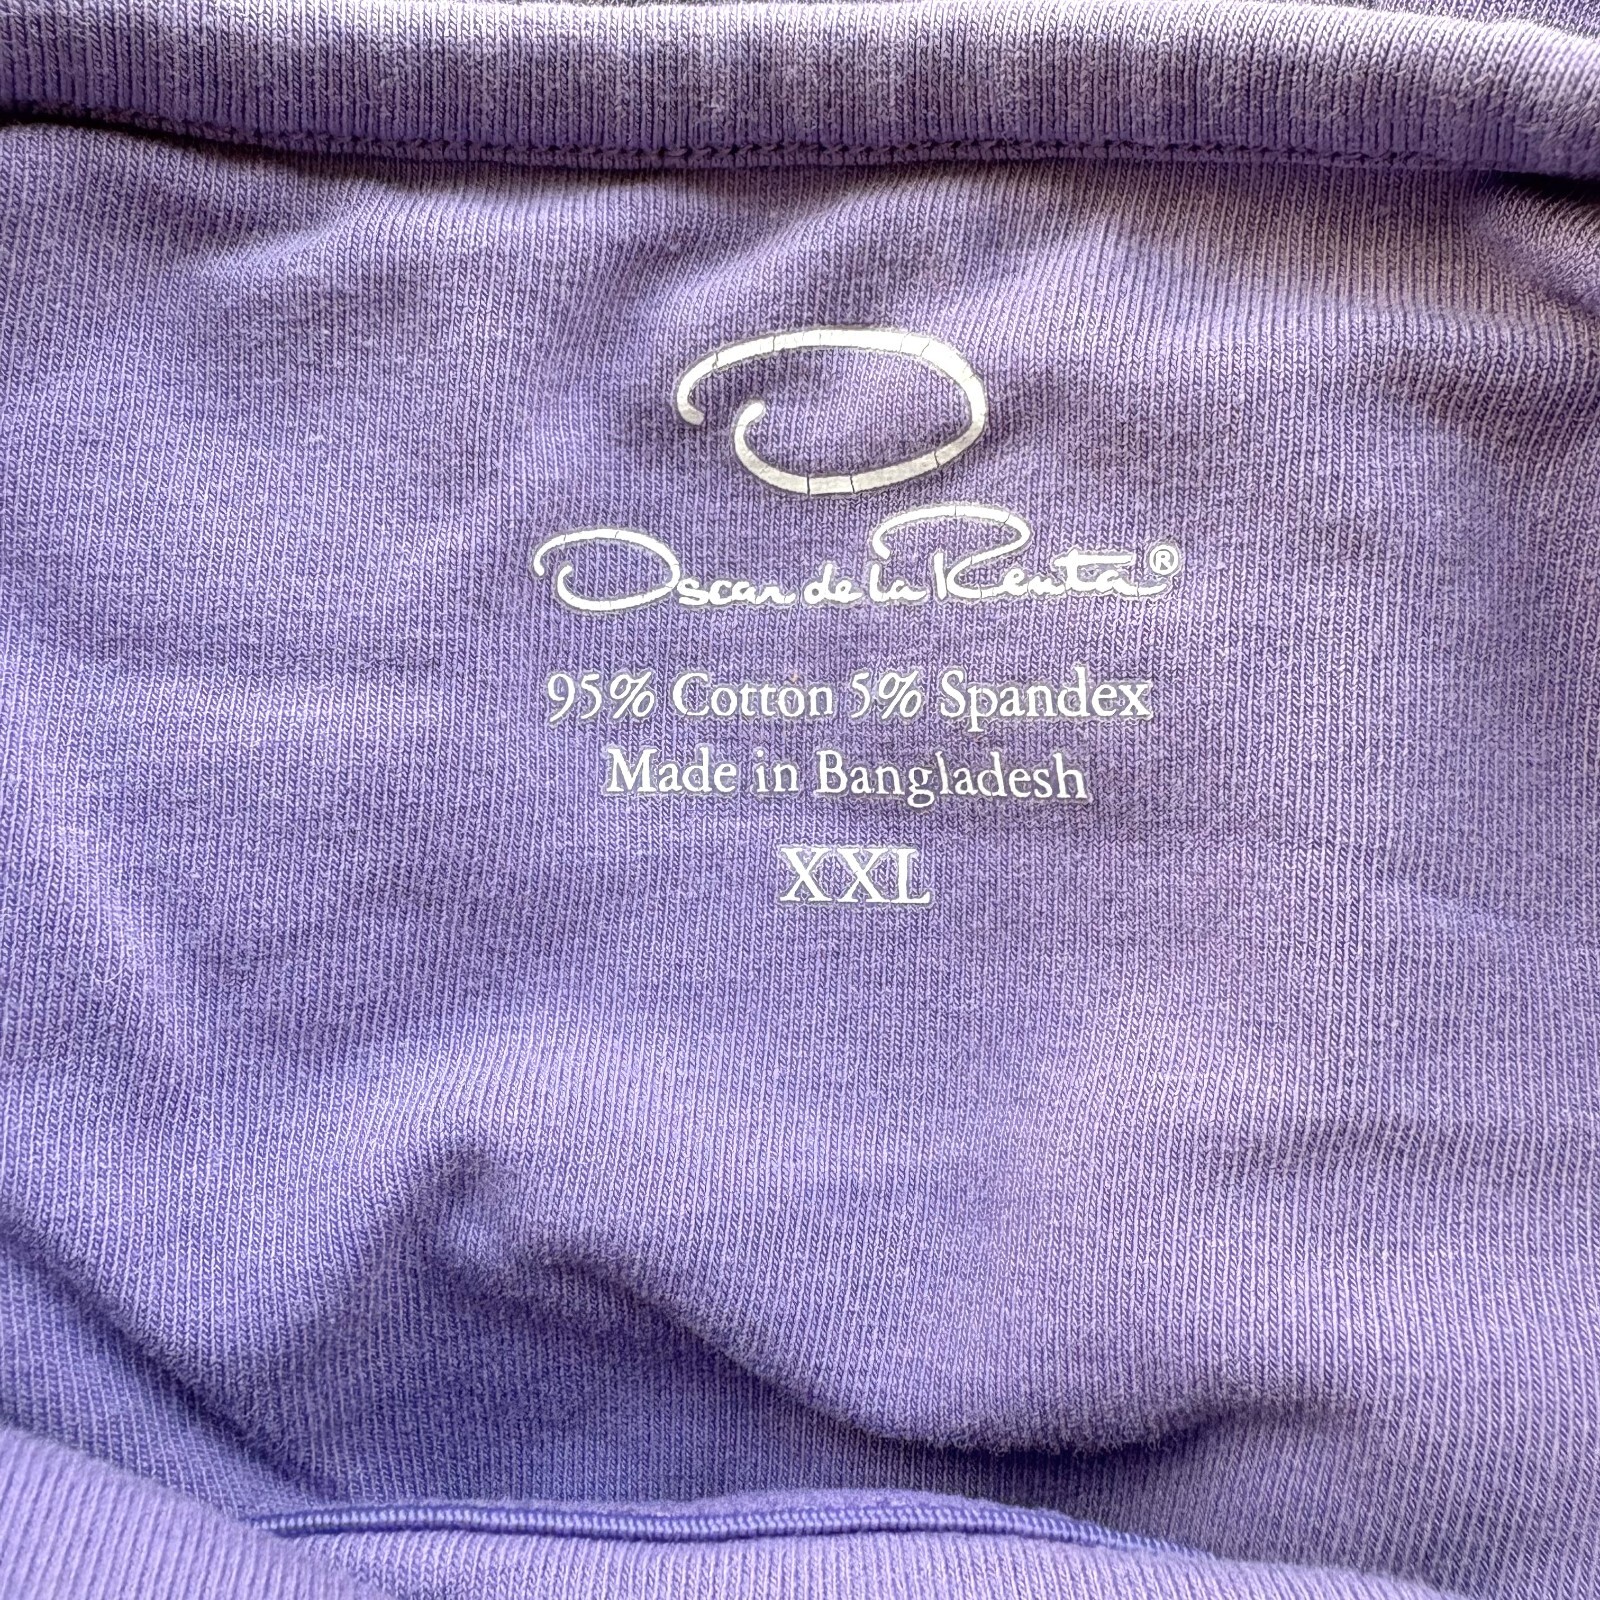 O
Oscar de la Renta®
95% Cotton 5% Spandex
Made in Bangladesh
XXL